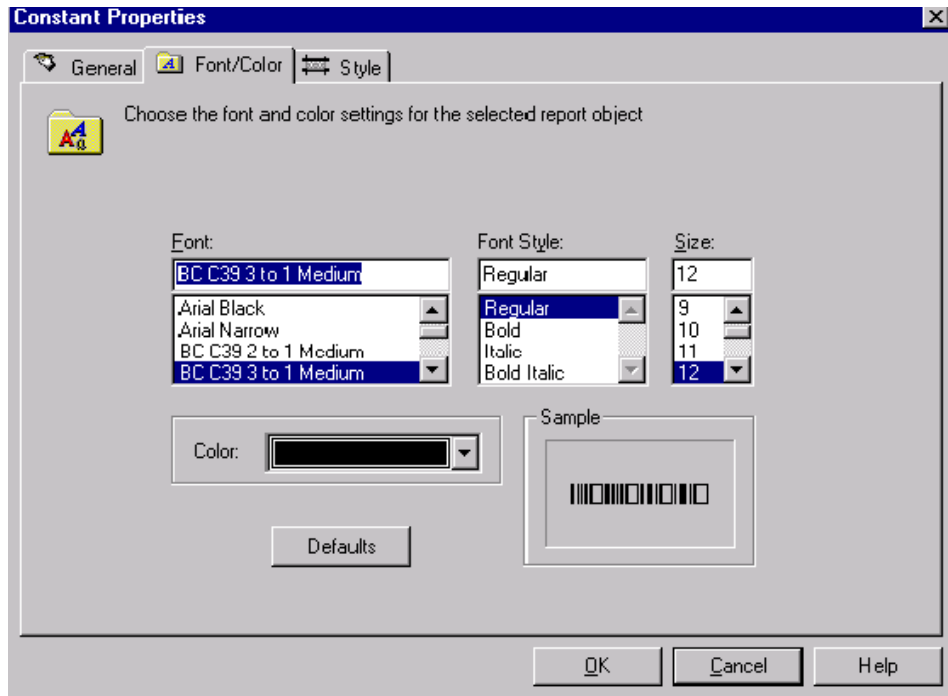 Constant Properties
General Font/Color Style
Choose the font and color settings for the selected report object
Font: Font Style: Size:
BC C39 3 to 1 Medium Regular 12
Arial Black Regular 9
Arial Narrow Bold 10
BC C39 2 to 1 Medium Italic 11
BC C39 3 to 1 Medium Bold Italic 12
Color: Sample
Defaults
OK Cancel Help